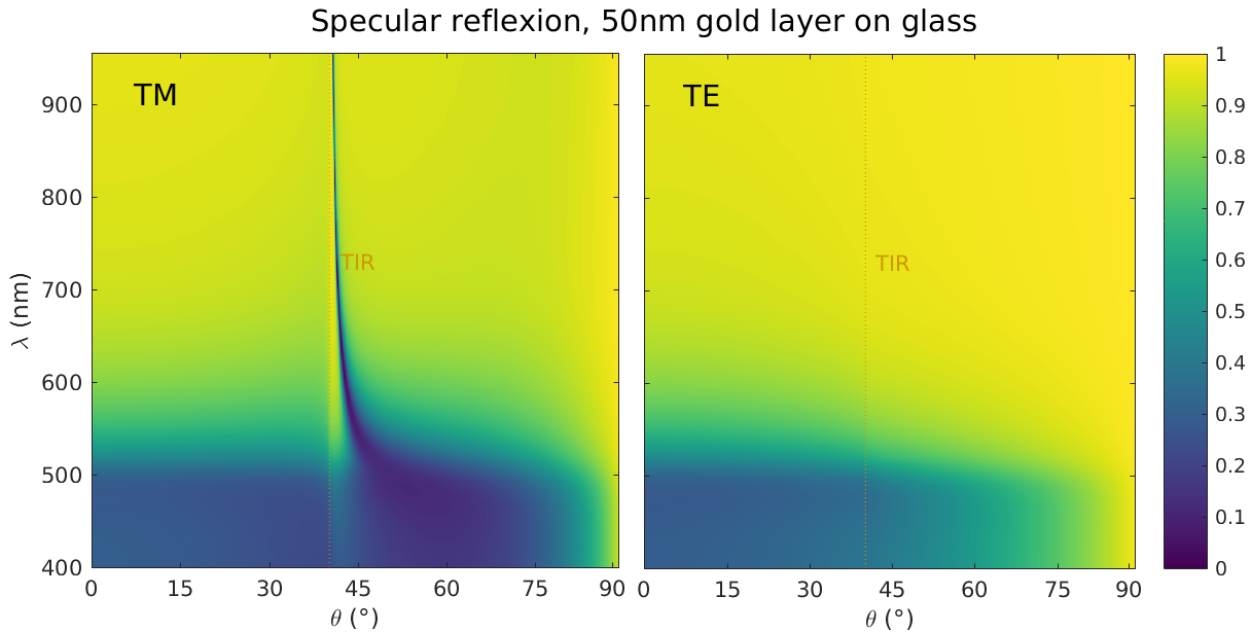 Specular reflexion, 50nm gold layer on glass
TM
TE
TIR
TIR
λ (nm)
900
800
700
600
500
400
0 15 30 45 60 75 90
θ (°)
0 15 30 45 60 75 90
θ (°)
1
0.9
0.8
0.7
0.6
0.5
0.4
0.3
0.2
0.1
0